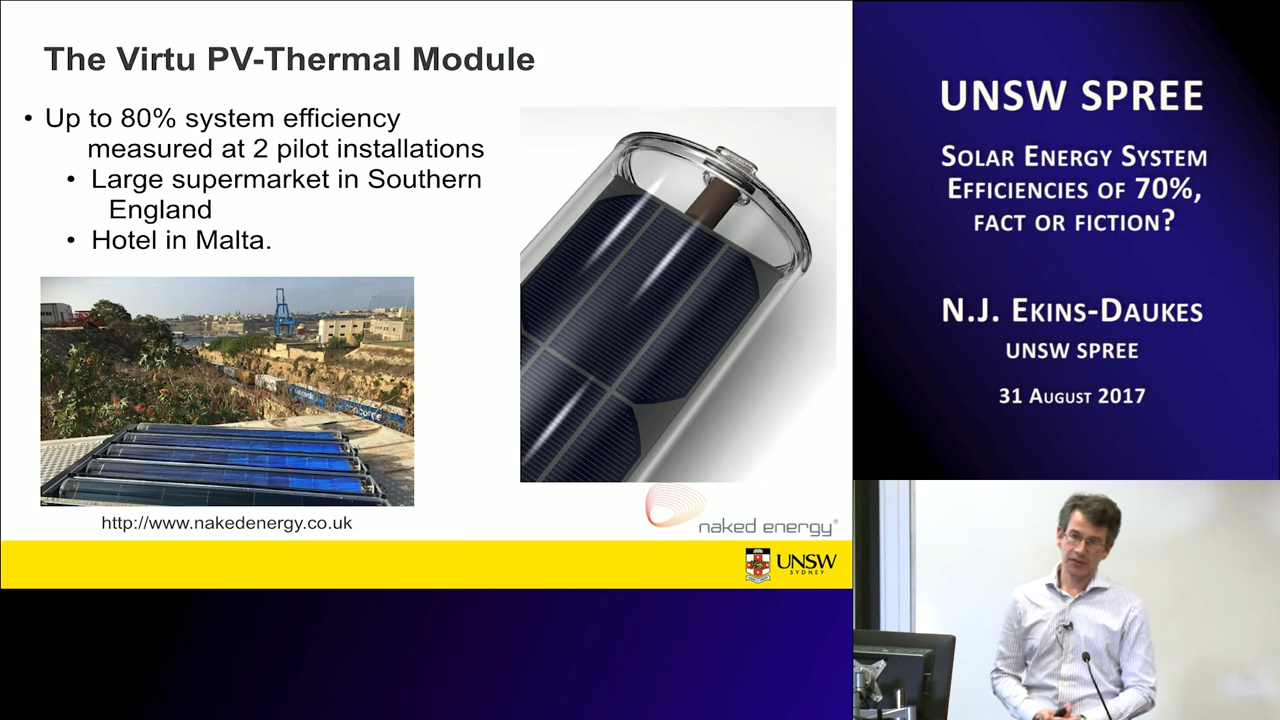 The Virtu PV-Thermal Module
• Up to 80% system efficiency
measured at 2 pilot installations
• Large supermarket in Southern
England
• Hotel in Malta.
http://www.nakedenergy.co.uk
naked energy®
UNSW
SYDNEY
UNSW SPREE
SOLAR ENERGY SYSTEM
EFFICIENCIES OF 70%,
FACT OR FICTION?
N.J. EKINS-DAUKES
UNSW SPREE
31 AUGUST 2017